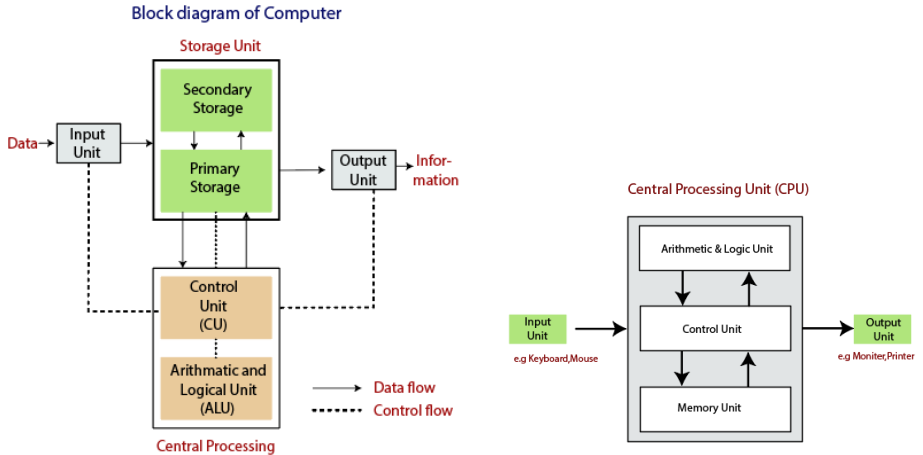 Block diagram of Computer
Storage Unit
Secondary
Storage
Data
Input
Unit
Primary
Storage
Output
Unit
Infor-
mation
Control
Unit
(CU)
Arithmatic and
Logical Unit
(ALU)
Data flow
Control flow
Central Processing
Central Processing Unit (CPU)
Arithmetic & Logic Unit
Input
Unit
e.g Keyboard,Mouse
Control Unit
Output
Unit
e.g Moniter,Printer
Memory Unit